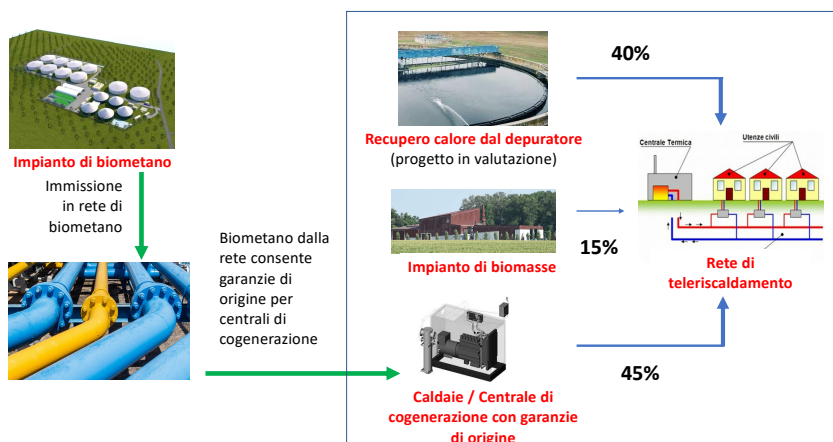 Impianto di biometano
Immissione
in rete di
biometano
Biometano dalla
rete consente
garanzie di
origine per
centrali di
cogenerazione
40%
Recupero calore dal depuratore
(progetto in valutazione)
Impianto di biomasse
15%
Caldaie / Centrale di
cogenerazione con garanzie
di origine
45%
Centrale Termica
Utenze civili
Rete di
teleriscaldamento